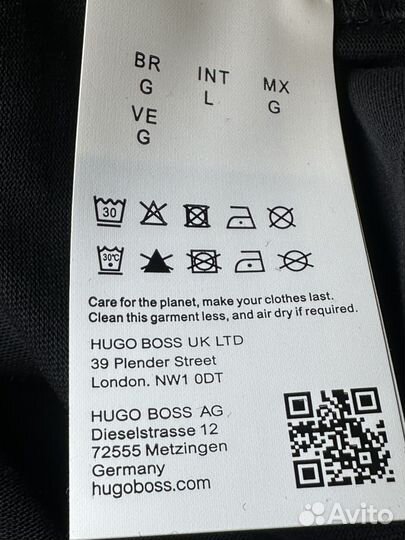 BR INT MX
G L G
VE
G
30
30°C
Care for the planet, make your clothes last.
Clean this garment less, and air dry if required.
HUGO BOSS UK LTD
39 Plender Street
London. NW1 0DT
HUGO BOSS AG
Dieselstrasse 12
72555 Metzingen
Germany
hugoboss.com
Avito